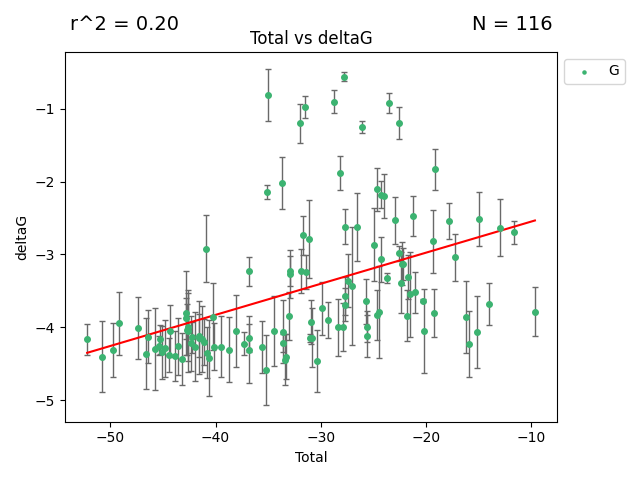 r^2 = 0.20 N = 116
Total vs deltaG
G
−1
−2
−3
−4
−5
deltaG
−50 −40 −30 −20 −10
Total